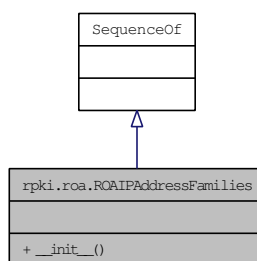 SequenceOf
rpki.roa.ROAIPAddressFamilies
+ __init__()